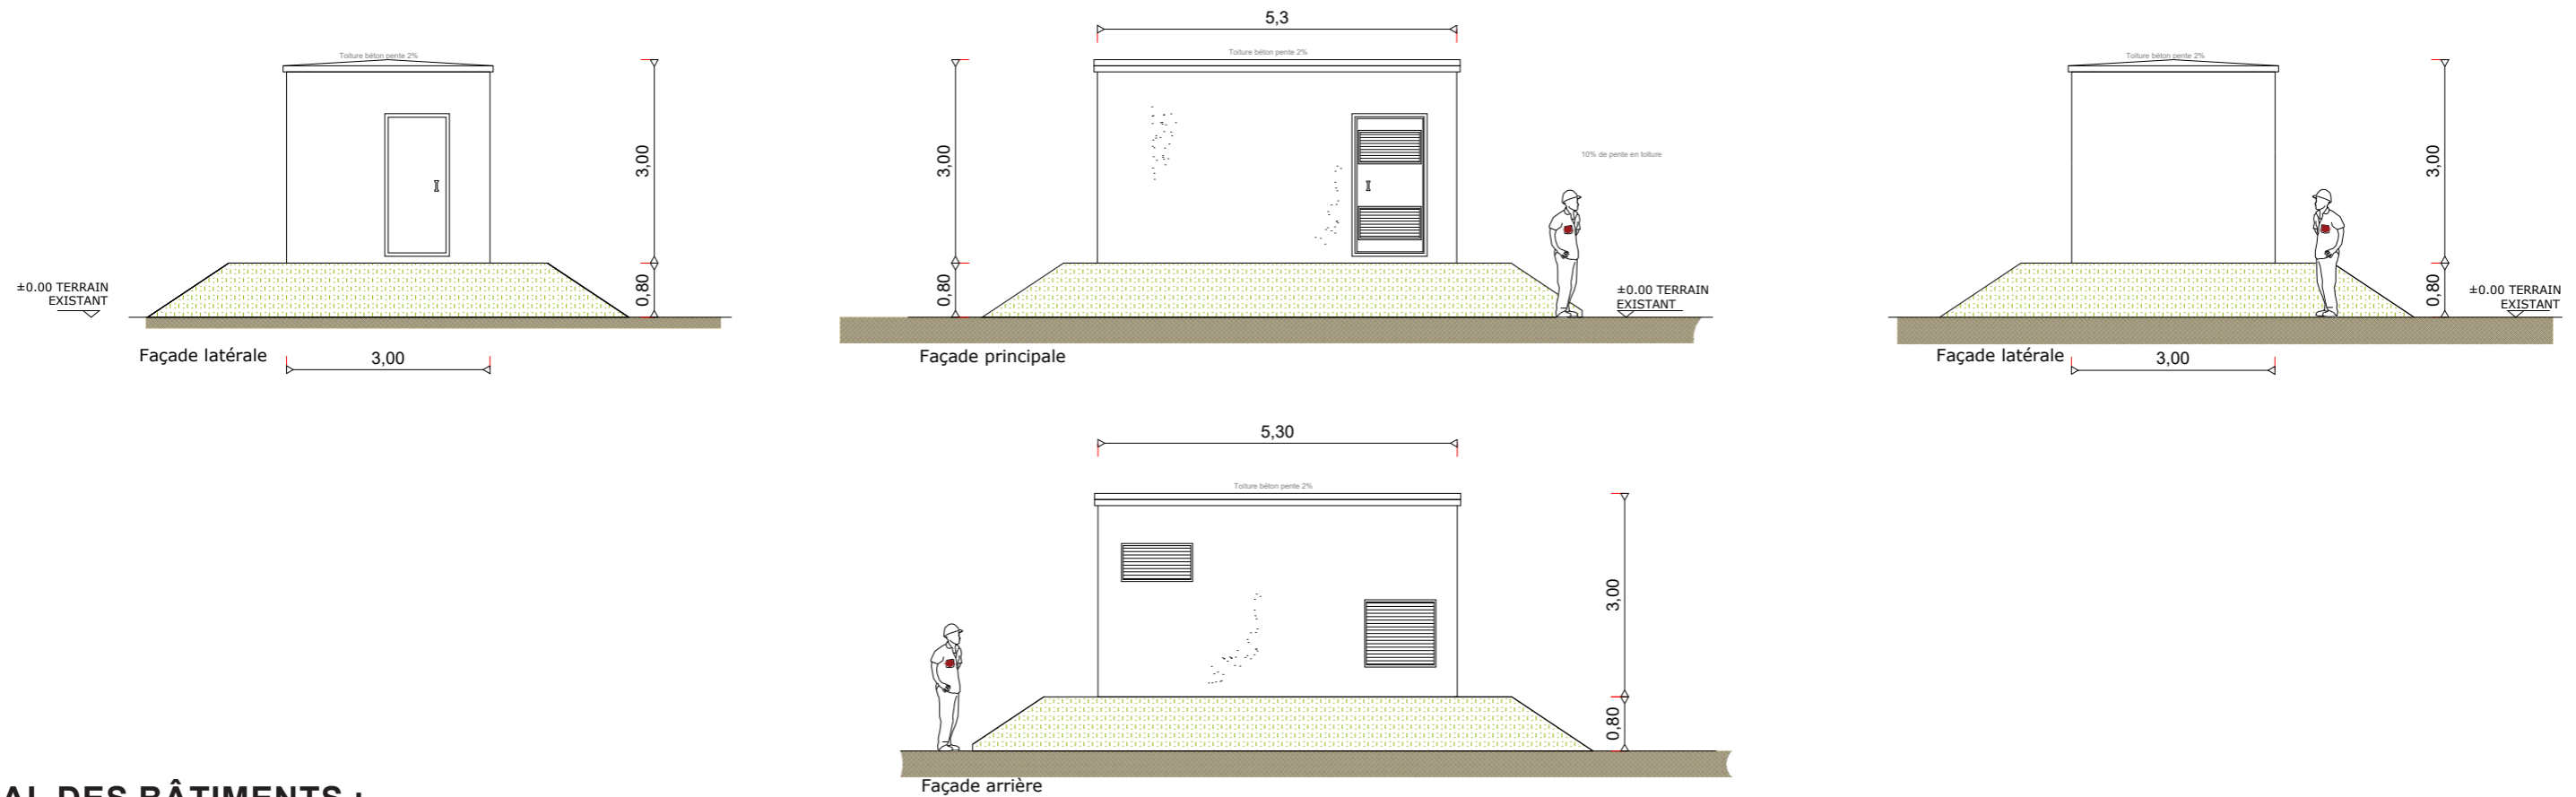 5,3
Toiture béton pente 2%
3,00
0,80
±0.00 TERRAIN
EXISTANT
Façade latérale
3,00
Toiture béton pente 2%
3,00
0,80
10% de pente en toiture
±0.00 TERRAIN
EXISTANT
Façade principale
Toiture béton pente 2%
3,00
0,80
±0.00 TERRAIN
EXISTANT
Façade latérale
3,00
5,30
Toiture béton pente 2%
3,00
0,80
Façade arrière
AL DES BÂTIMENTS :